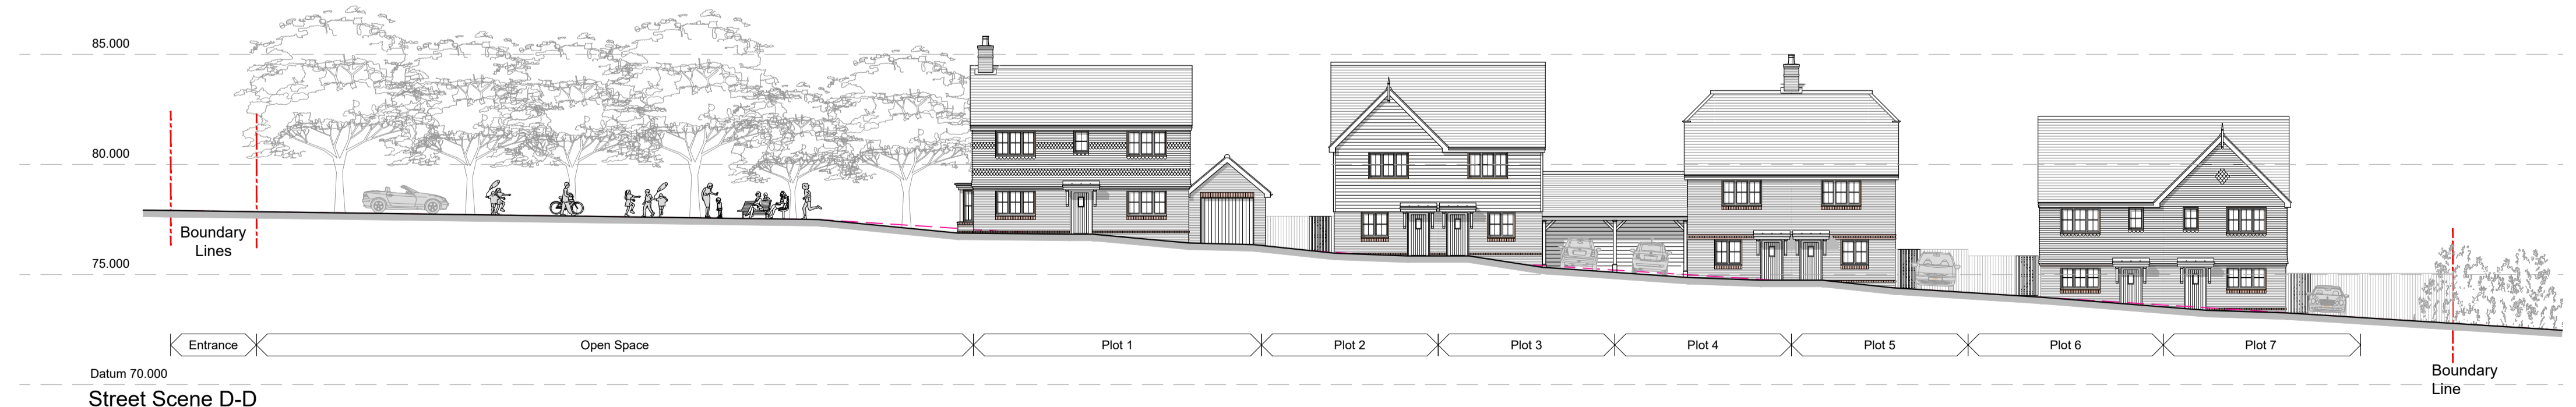 85.000
80.000
Boundary
Lines
75.000
Entrance
Open Space
Plot 1
Plot 2
Plot 3
Plot 4
Plot 5
Plot 6
Plot 7
Datum 70.000
Boundary
Line
Street Scene D-D